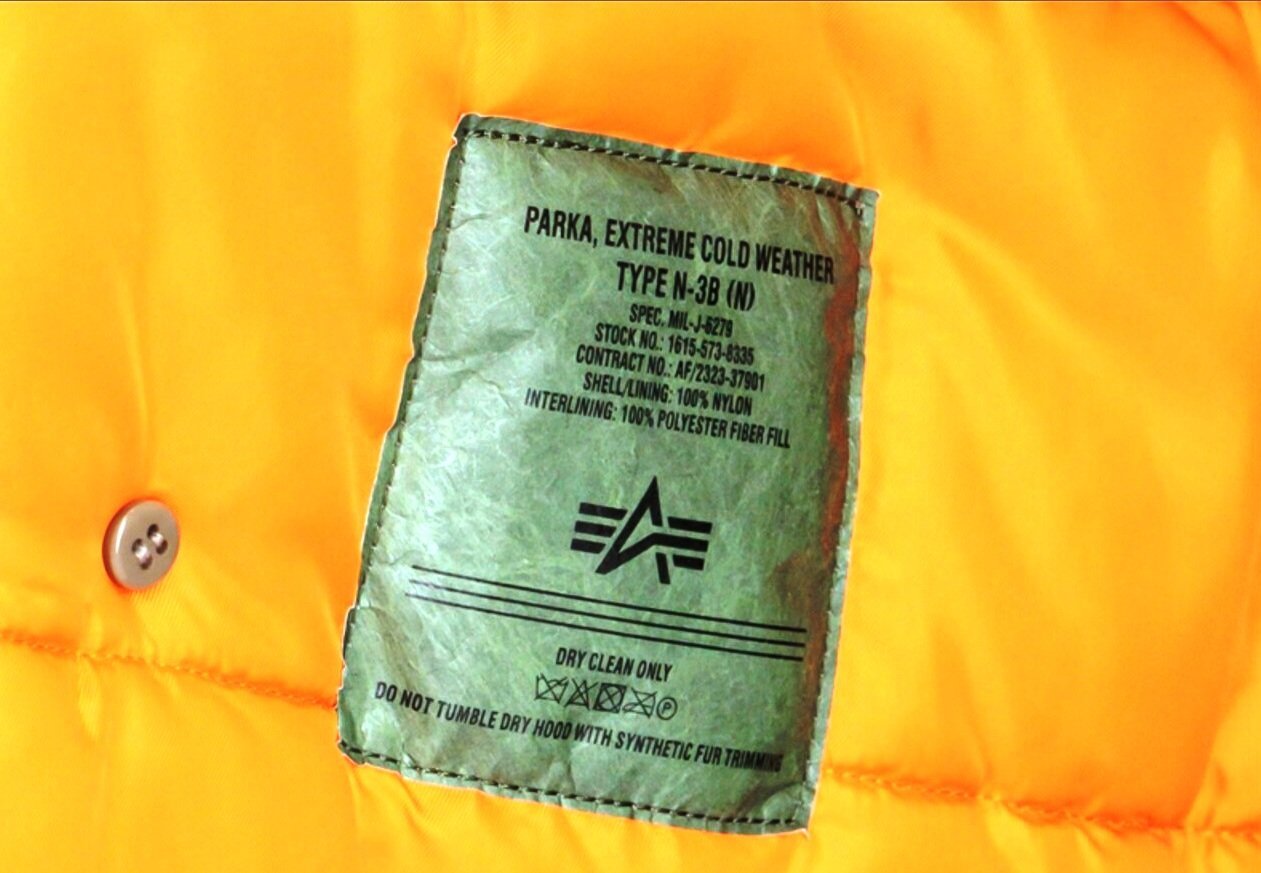 PARKA, EXTREME COLD WEATHER
TYPE N-3B (N)
SPEC. MIL-J-6279
STOCK NO.: 1615-573-8335
CONTRACT NO.: AF/2323-37901
SHELL/LINING: 100% NYLON
INTERLINING: 100% POLYESTER FIBER FILL
DRY CLEAN ONLY
P
DO NOT TUMBLE DRY HOOD WITH SYNTHETIC FUR TRIMMING